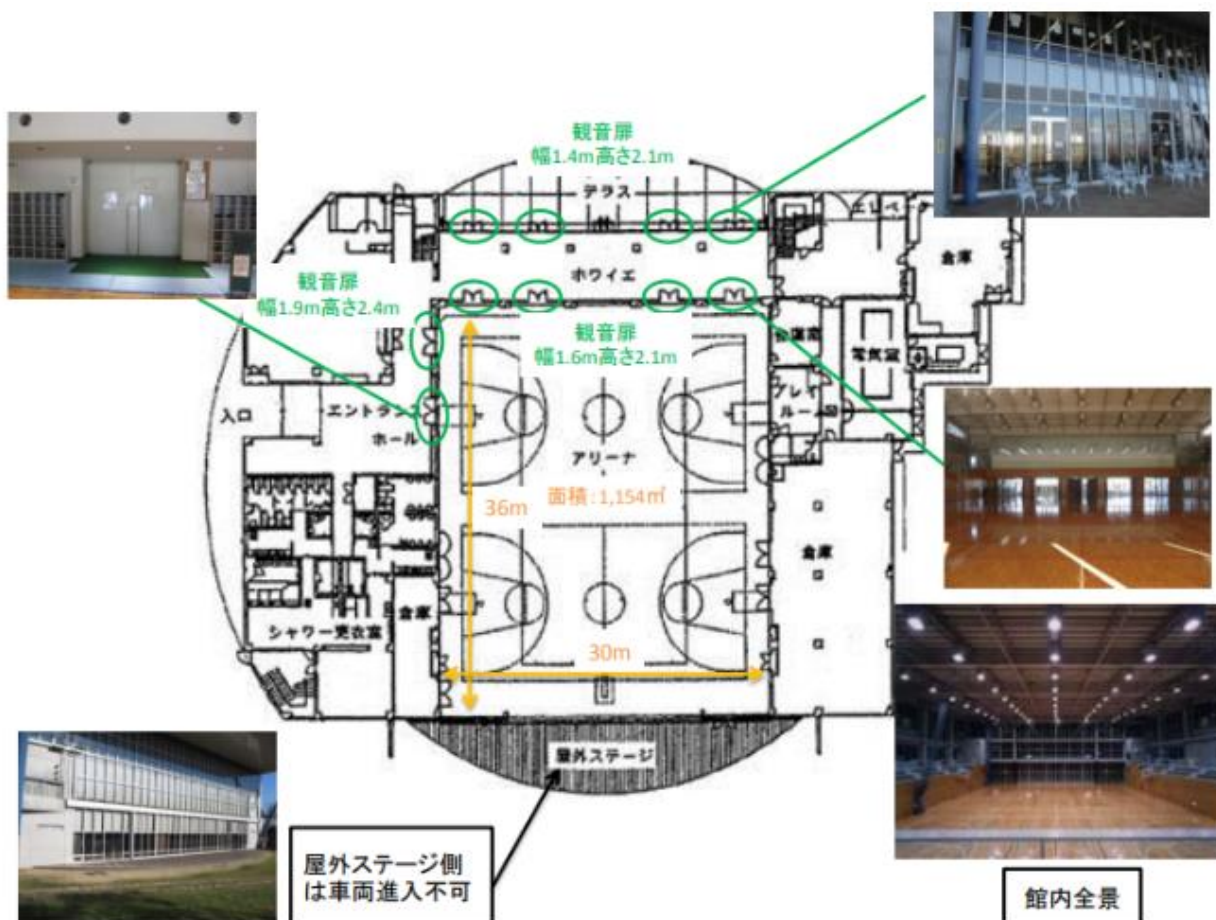 観音扉
幅1.4m高さ2.1m
テラス
エレベ
倉庫
ホワイエ
観音扉
幅1.9m高さ2.4m
観音扉
幅1.6m高さ2.1m
電気室
プレイ
ルー
入口
エントランス
ホール
アリーナ
36m
面積:1,154㎡
倉庫
倉庫
シャワー更衣室
30m
屋外ステージ
屋外ステージ側
は車両進入不可
館内全景